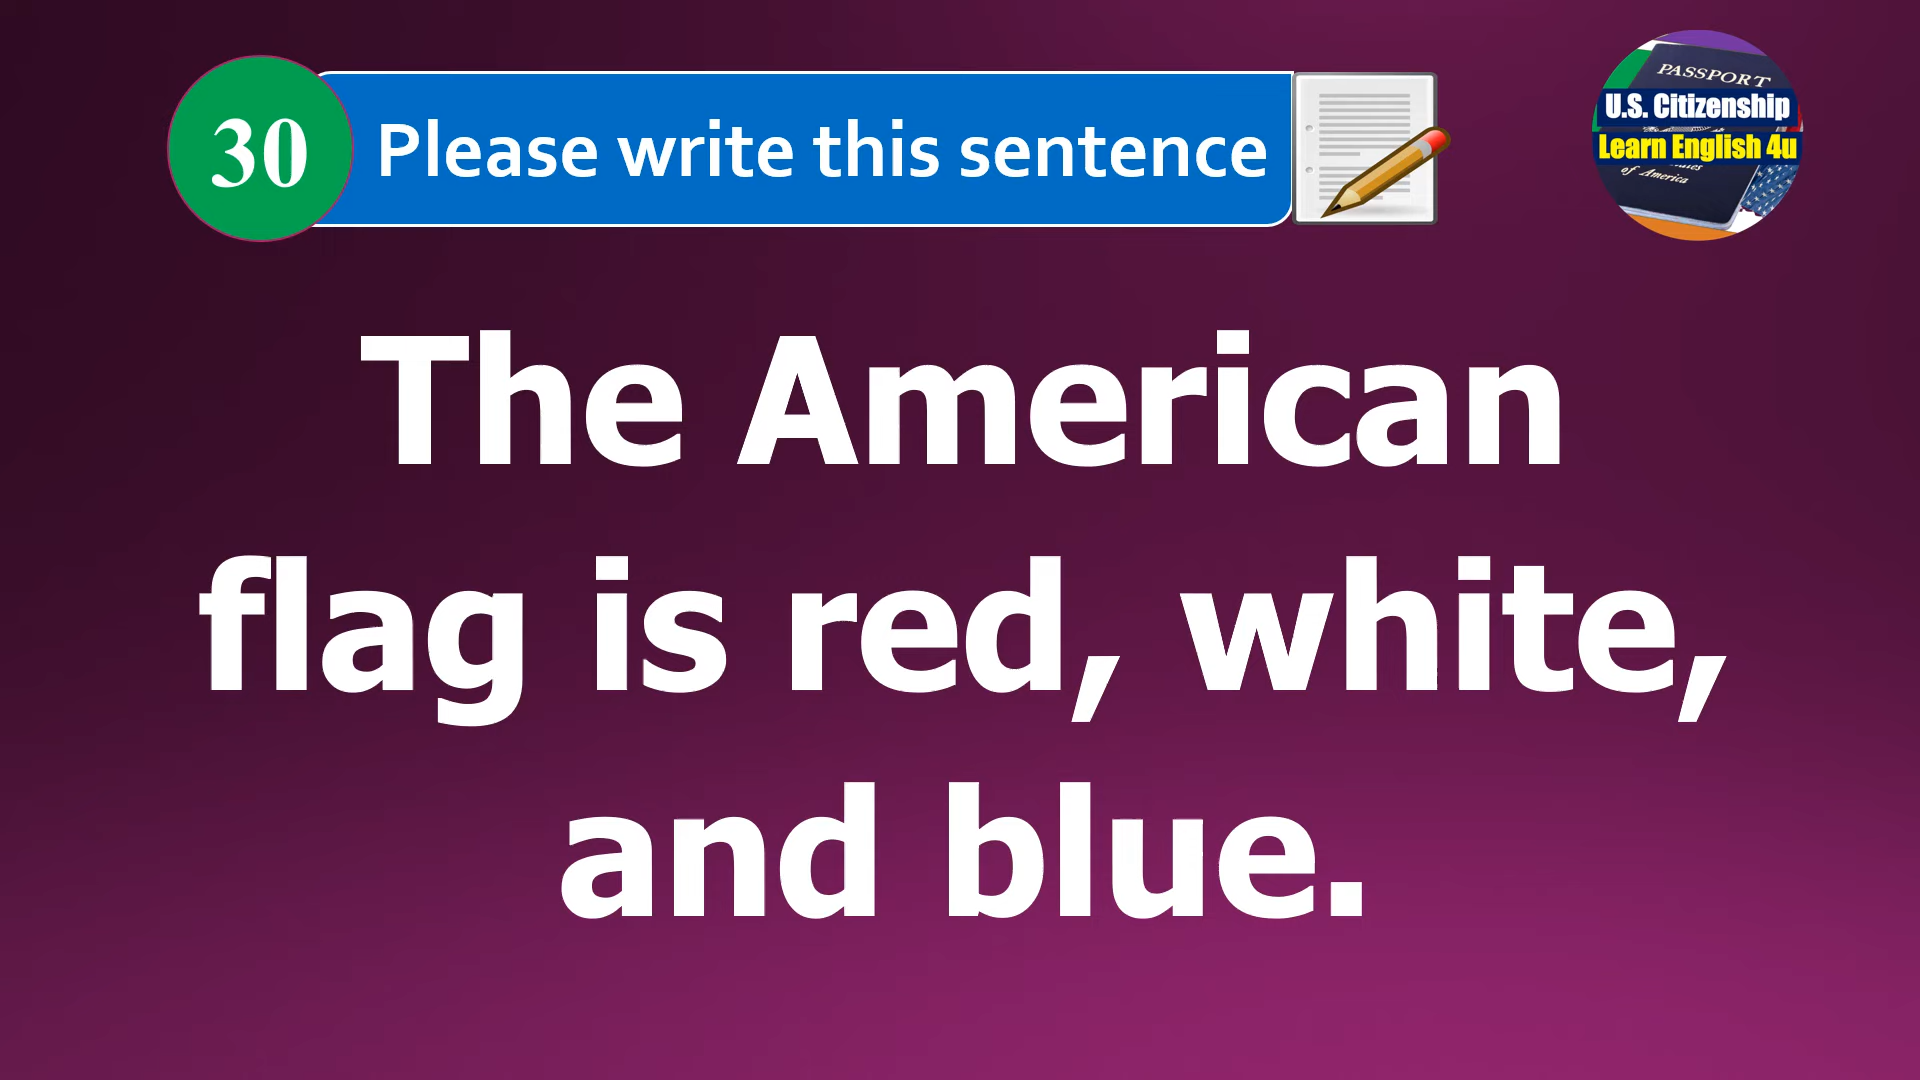 30
Please write this sentence
PASSPORT
U.S. Citizenship
Learn English 4u
of America
The American
flag is red, white,
and blue.